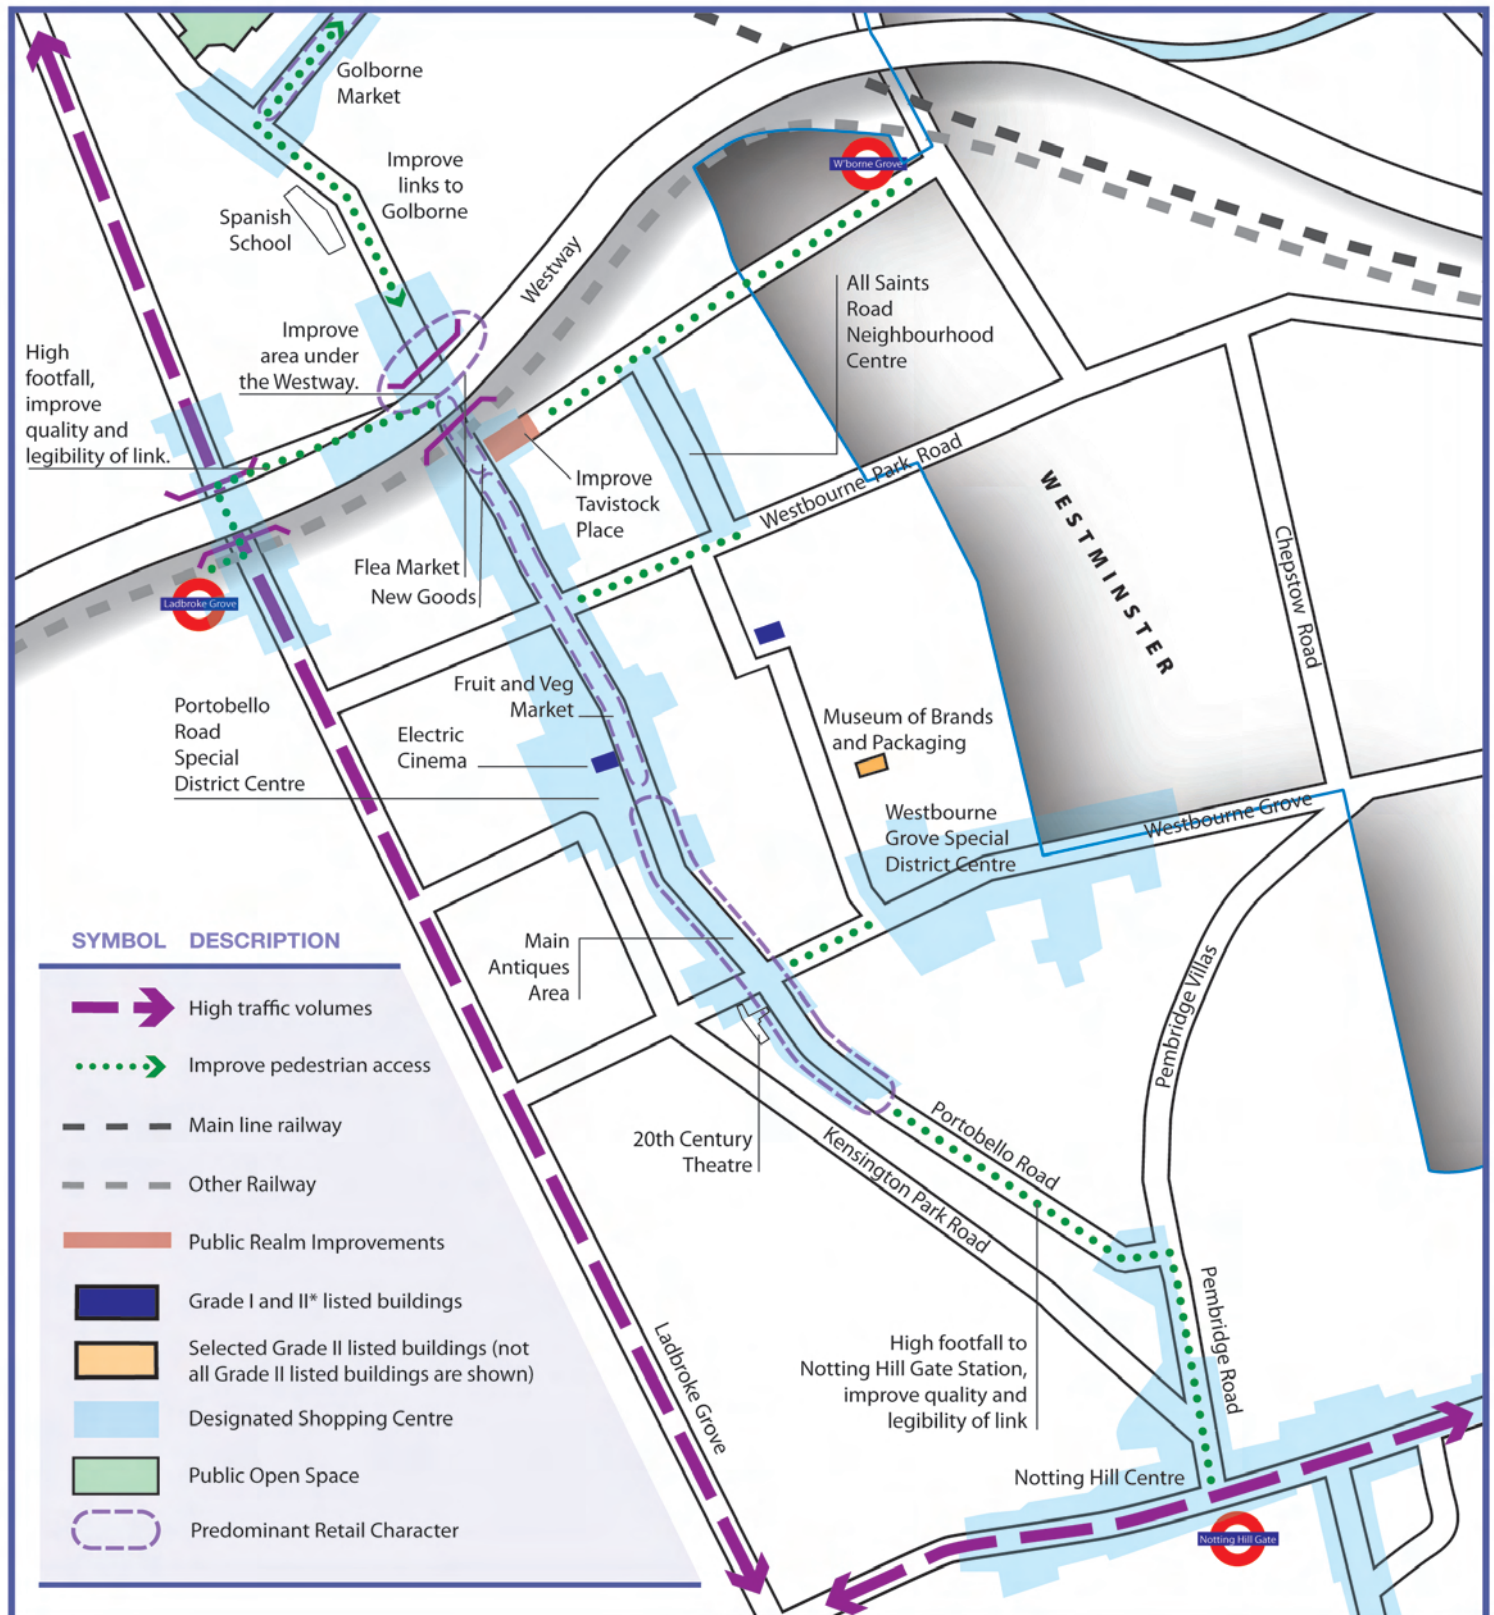 Golborne
Market
Improve
links to
Golborne
Spanish
School
Westway
W'borne Grove
All Saints
Road
Neighbourhood
Centre
Improve
area under
the Westway.
High
footfall,
improve
quality and
legibility of link.
Improve
Tavistock
Place
Westbourne Park Road
WESTMINSTER
Chepstow Road
Flea Market
New Goods
Ladbroke Grove
Portobello
Road
Special
District Centre
Fruit and Veg
Market
Electric
Cinema
Museum of Brands
and Packaging
Westbourne
Grove Special
District Centre
Westbourne Grove
Main
Antiques
Area
Pembridge Villas
20th Century
Theatre
Portobello Road
Kensington Park Road
Pembridge Road
Ladbroke Grove
High footfall to
Notting Hill Gate Station,
improve quality and
legibility of link
Notting Hill Centre
Notting Hill Gate
SYMBOL DESCRIPTION
High traffic volumes
Improve pedestrian access
Main line railway
Other Railway
Public Realm Improvements
Grade I and II* listed buildings
Selected Grade II listed buildings (not
all Grade II listed buildings are shown)
Designated Shopping Centre
Public Open Space
Predominant Retail Character